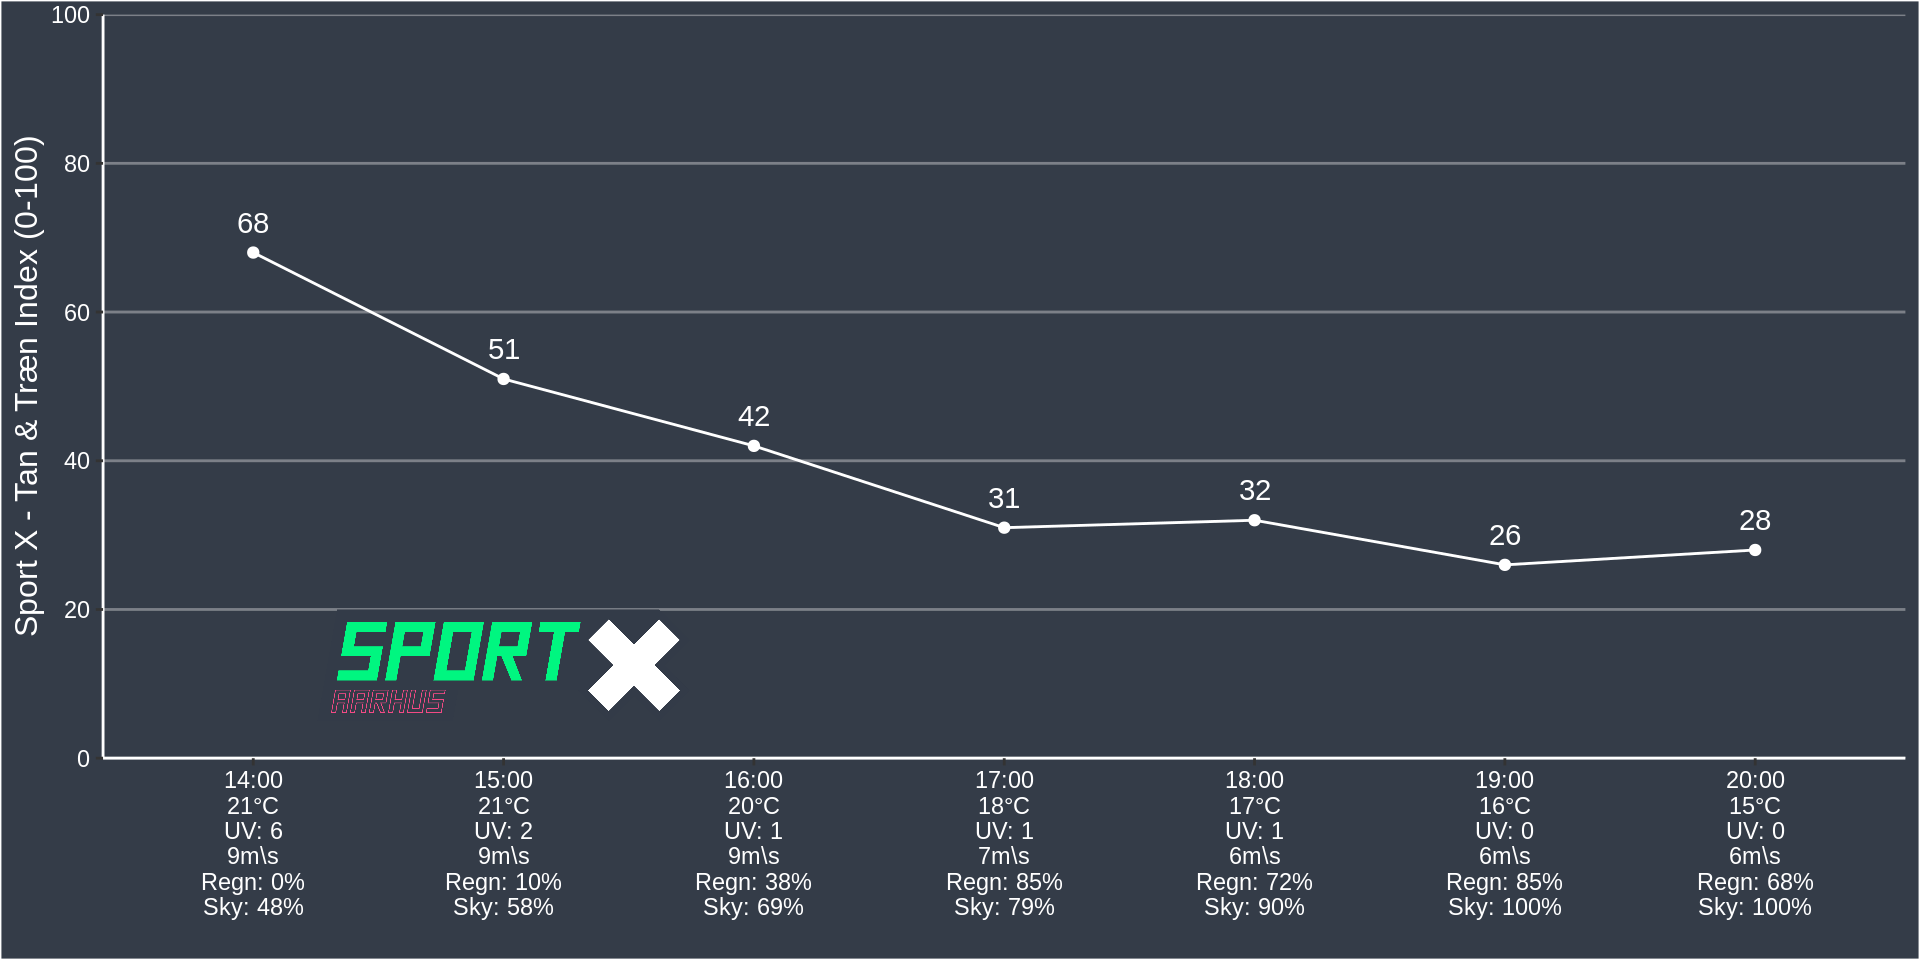 Sport X - Tan & Træn Index (0-100)
100
80
60
40
20
0
68
51
42
31
32
26
28
SPORT X
AARHUS
14:00
21°C
UV: 6
9m\s
Regn: 0%
Sky: 48%
15:00
21°C
UV: 2
9m\s
Regn: 10%
Sky: 58%
16:00
20°C
UV: 1
9m\s
Regn: 38%
Sky: 69%
17:00
18°C
UV: 1
7m\s
Regn: 85%
Sky: 79%
18:00
17°C
UV: 1
6m\s
Regn: 72%
Sky: 90%
19:00
16°C
UV: 0
6m\s
Regn: 85%
Sky: 100%
20:00
15°C
UV: 0
6m\s
Regn: 68%
Sky: 100%